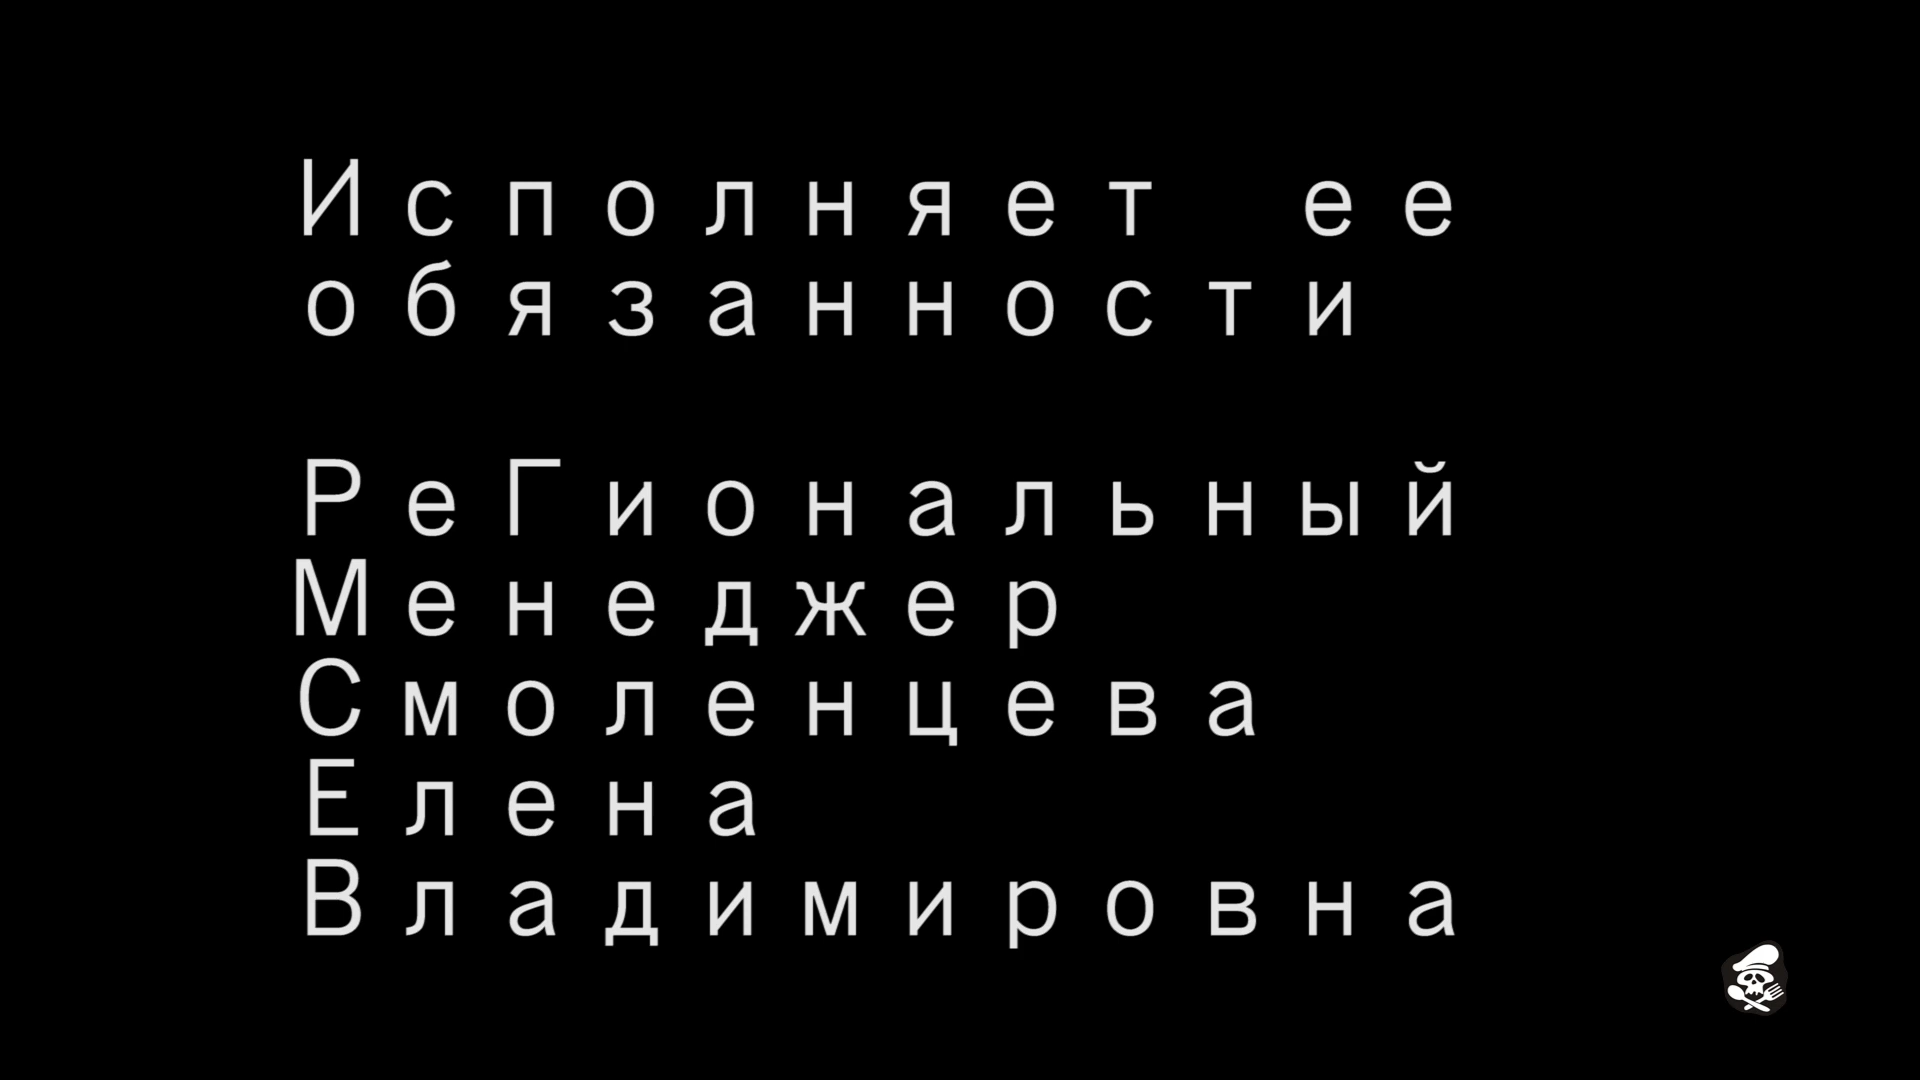 Исполняет ее
обязанности
РеГиональный
Менеджер
Смоленцева
Елена
Владимировна